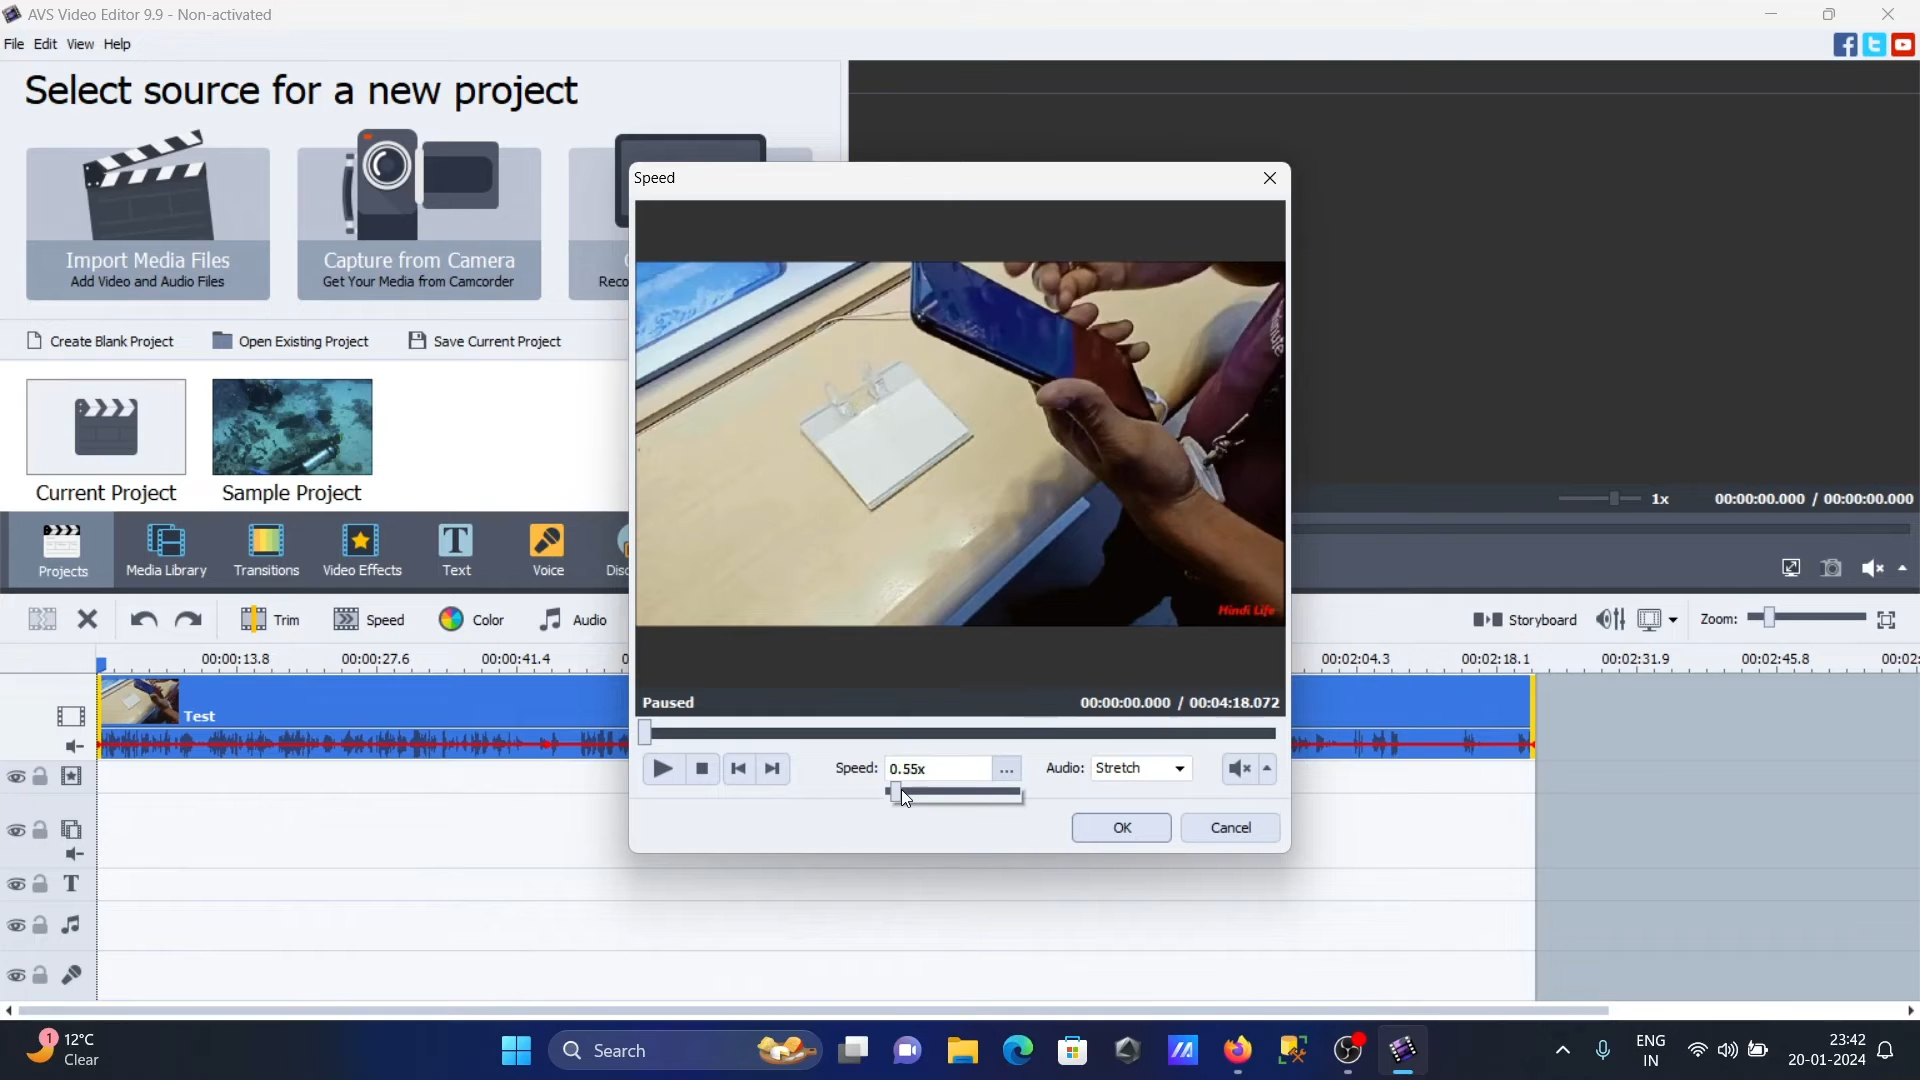 AVS Video Editor 9.9 - Non-activated
File Edit View Help
Select source for a new project
Import Media Files
Add Video and Audio Files
Capture from Camera
Get Your Media from Camcorder
Create Blank Project
Open Existing Project
Save Current Project
Current Project
Sample Project
Projects
Media Library
Transitions
Video Effects
Text
Voice
Speed
Hindi Life
Paused
00:00:00.000 / 00:04:18.072
Speed: 0.55x ...
Audio: Stretch
OK
Cancel
1x
00:00:00.000 / 00:00:00.000
Trim
Speed
Color
Audio
Storyboard
Zoom:
00:00:13.8 00:00:27.6 00:00:41.4 00:02:04.3 00:02:18.1 00:02:31.9 00:02:45.8
Test
T
1
12°C
Clear
Search
ENG
IN
23:42
20-01-2024